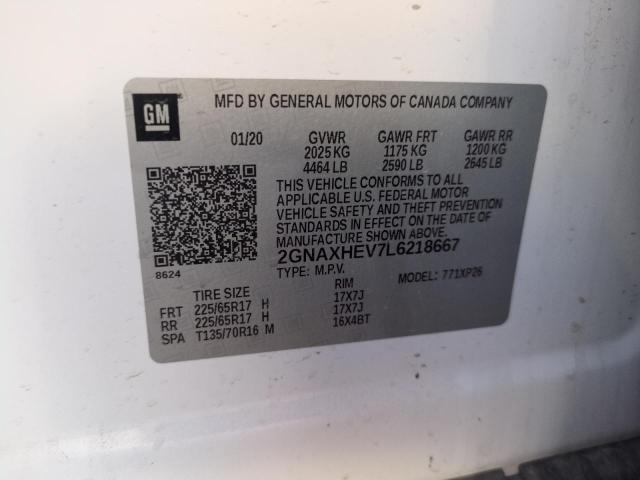 GM
MFD BY GENERAL MOTORS OF CANADA COMPANY
01/20 GVWR GAWR FRT GAWR RR
2025 KG 1175 KG 1200 KG
4464 LB 2590 LB 2645 LB
THIS VEHICLE CONFORMS TO ALL
APPLICABLE U.S. FEDERAL MOTOR
VEHICLE SAFETY AND THEFT PREVENTION
STANDARDS IN EFFECT ON THE DATE OF
MANUFACTURE SHOWN ABOVE.
2GNAXHEV7L6218667
8624
TYPE: M.P.V. MODEL: 771XP26
TIRE SIZE RIM
FRT 225/65R17 H 17X7J
RR 225/65R17 H 17X7J
SPA T135/70R16 M 16X4BT